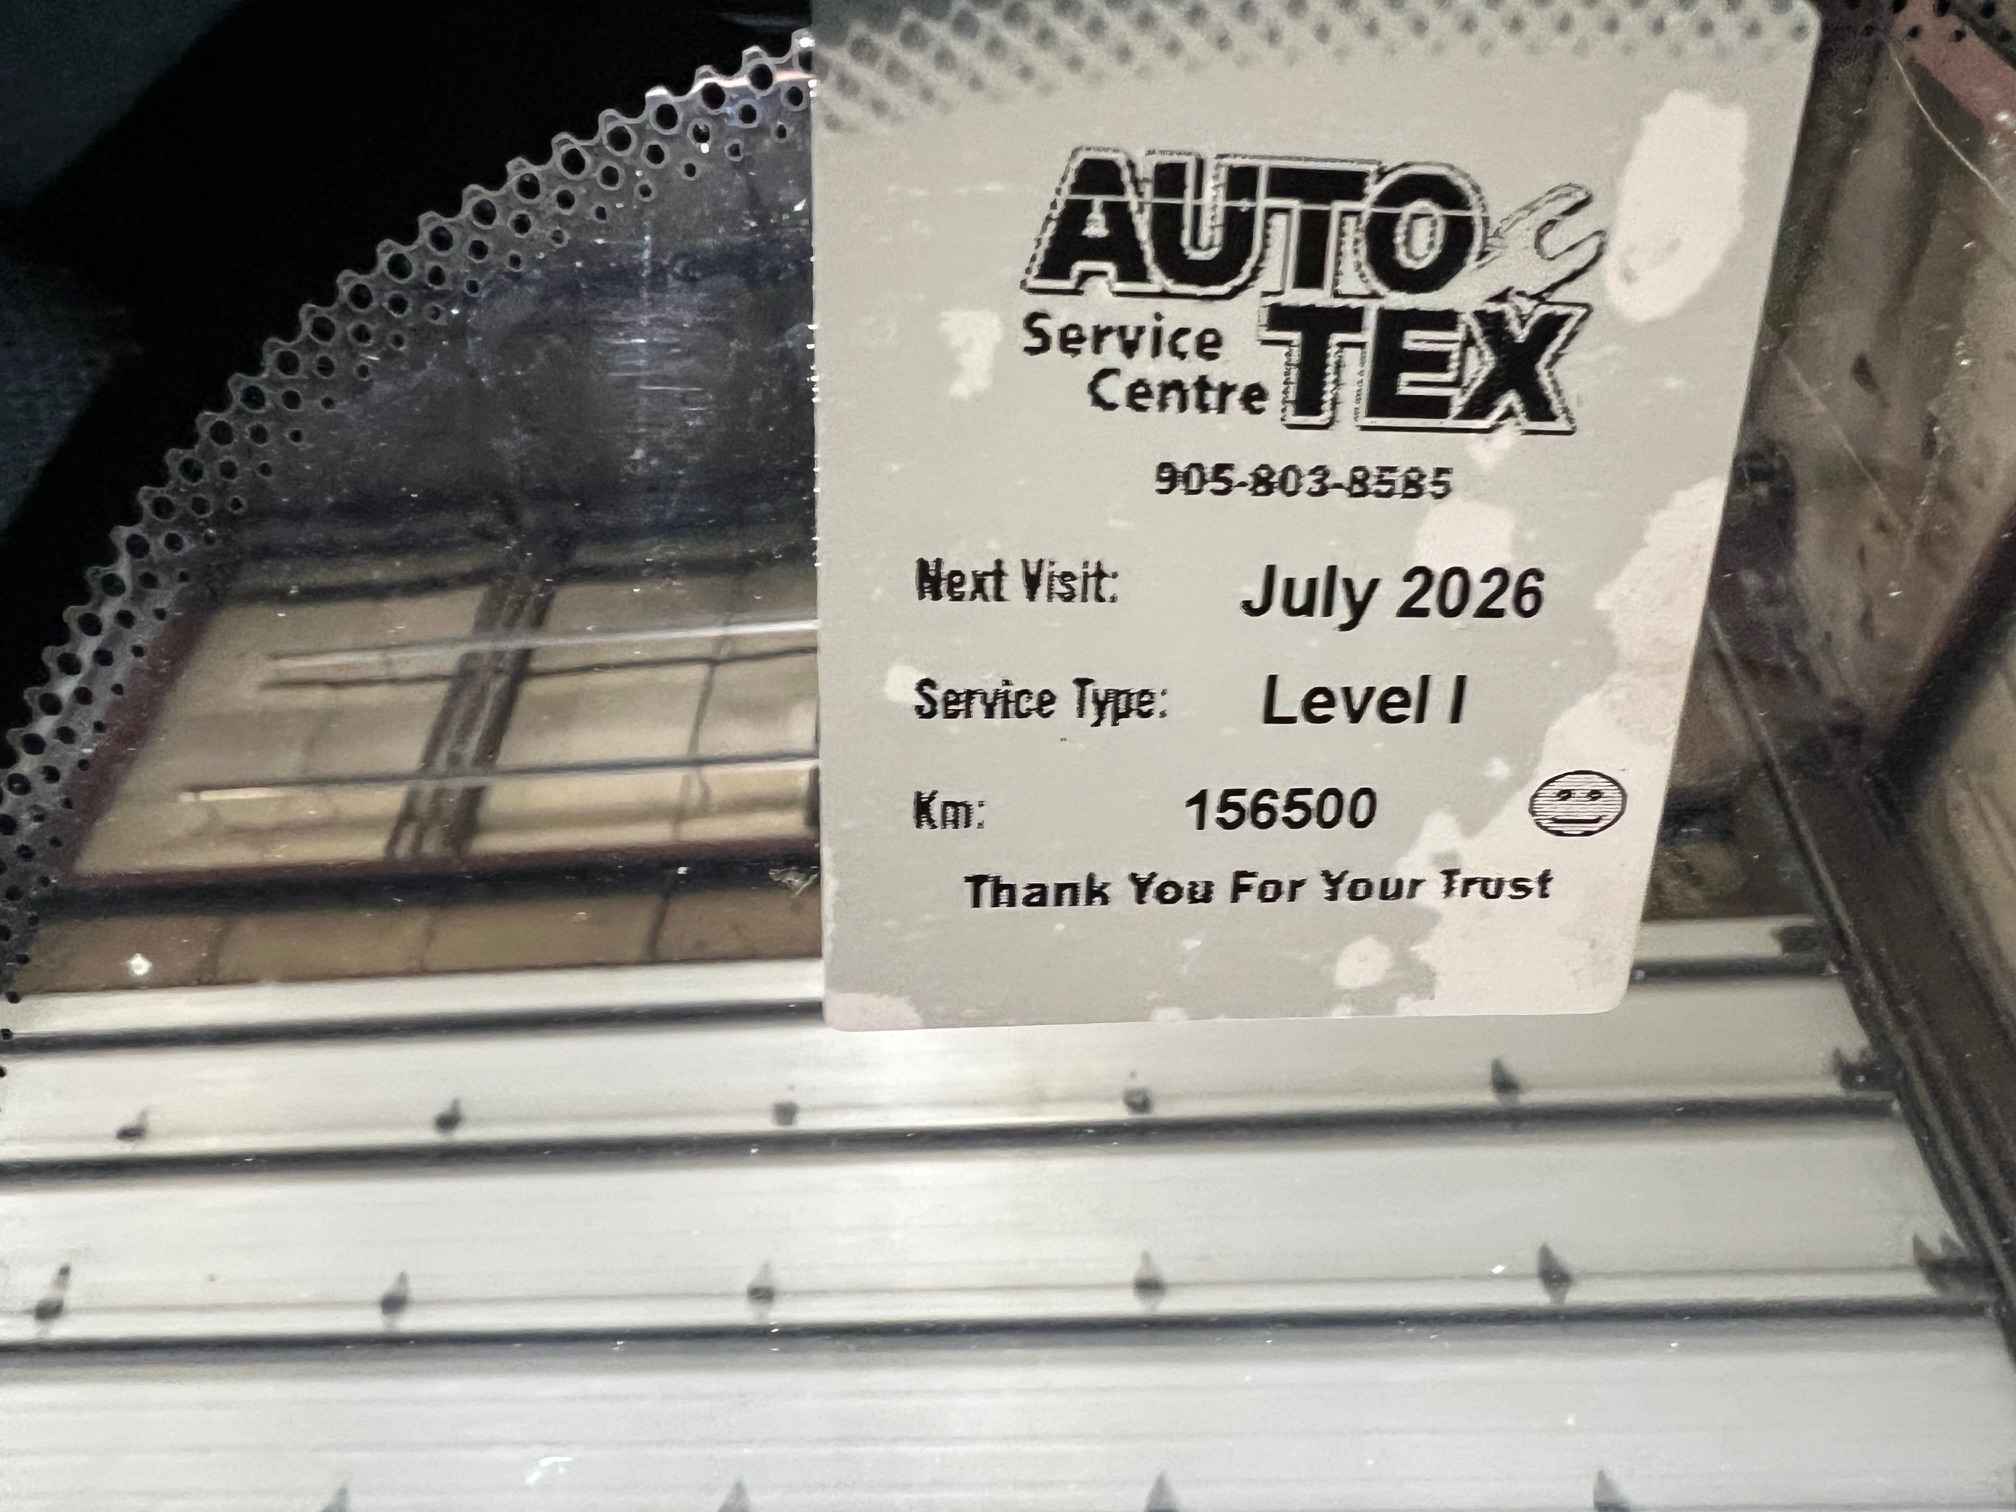 AUTO
Service TEX
Centre
905-803-8585
Next Visit: July 2026
Service Type: Level I
Km: 156500
Thank You For Your Trust